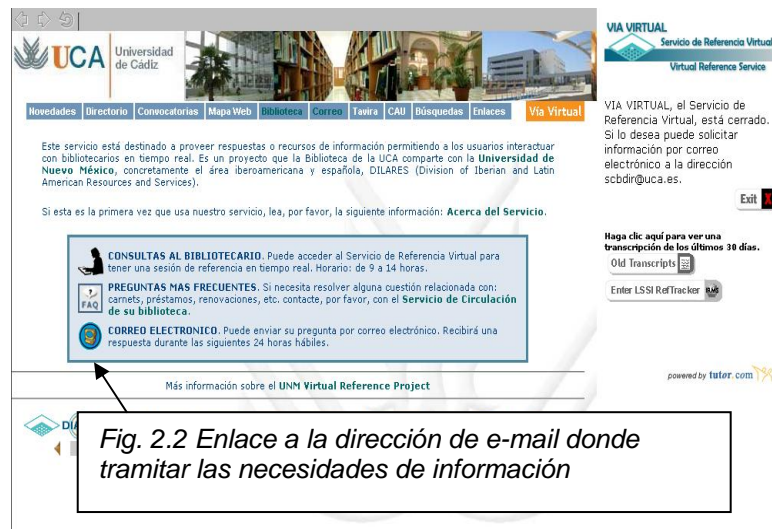 UCA Universidad
de Cádiz
Novedades Directorio Convocatorias Mapa Web Biblioteca Correo Tavira CAU Búsquedas Enlaces Vía Virtual
Este servicio está destinado a proveer respuestas o recursos de información permitiendo a los usuarios interactuar
con bibliotecarios en tiempo real. Es un proyecto que la Biblioteca de la UCA comparte con la Universidad de
Nuevo México, concretamente el área iberoamericana y española, DILARES (Division of Iberian and Latin
American Resources and Services).
Si esta es la primera vez que usa nuestro servicio, lea, por favor, la siguiente información: Acerca del Servicio.
CONSULTAS AL BIBLIOTECARIO. Puede acceder al Servicio de Referencia Virtual para
tener una sesión de referencia en tiempo real. Horario: de 9 a 14 horas.
?
FAQ
PREGUNTAS MAS FRECUENTES. Si necesita resolver alguna cuestión relacionada con:
carnets, préstamos, renovaciones, etc. contacte, por favor, con el Servicio de Circulación
de su biblioteca.
CORREO ELECTRONICO. Puede enviar su pregunta por correo electrónico. Recibirá una
respuesta durante las siguientes 24 horas hábiles.
Más información sobre el UNM Virtual Reference Project
Fig. 2.2 Enlace a la dirección de e-mail donde
tramitar las necesidades de información
VIA VIRTUAL
Servicio de Referencia Virtual
Virtual Reference Service
VIA VIRTUAL, el Servicio de
Referencia Virtual, está cerrado.
Si lo desea puede solicitar
información por correo
electrónico a la dirección
scbdir@uca.es.
Exit X
Haga clic aquí para ver una
transcripción de los últimos 30 días.
Old Transcripts
Enter LSSI RefTracker
powered by tutor.com